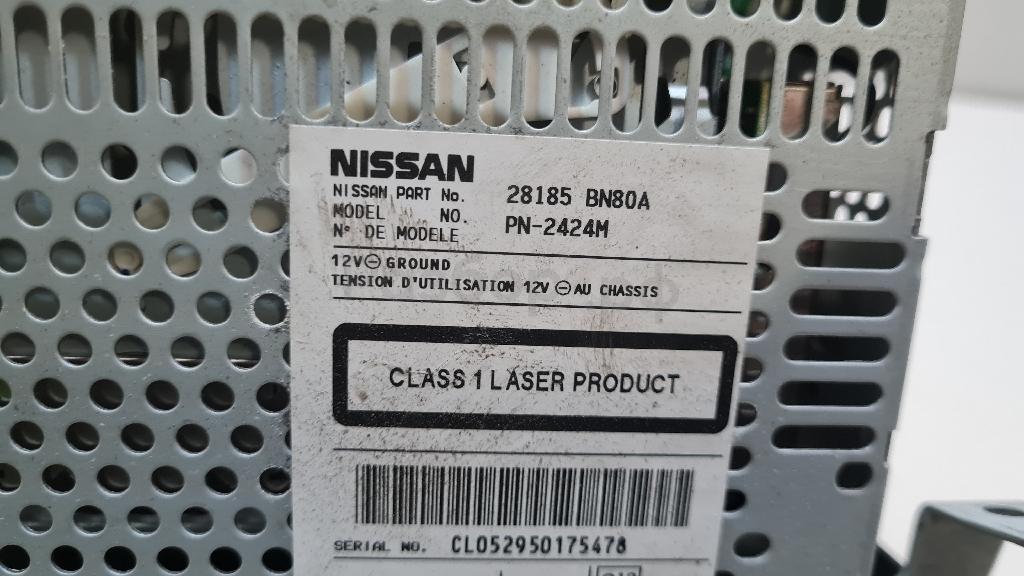 NISSAN
NISSAN PART No. 28185 BN80A
MODEL NO. PN-2424M
N° DE MODELE
12V⊖GROUND
TENSION D'UTILISATION 12V ⊖AU CHASSIS
CLASS 1 LASER PRODUCT
SERIAL NO. CL052950175478